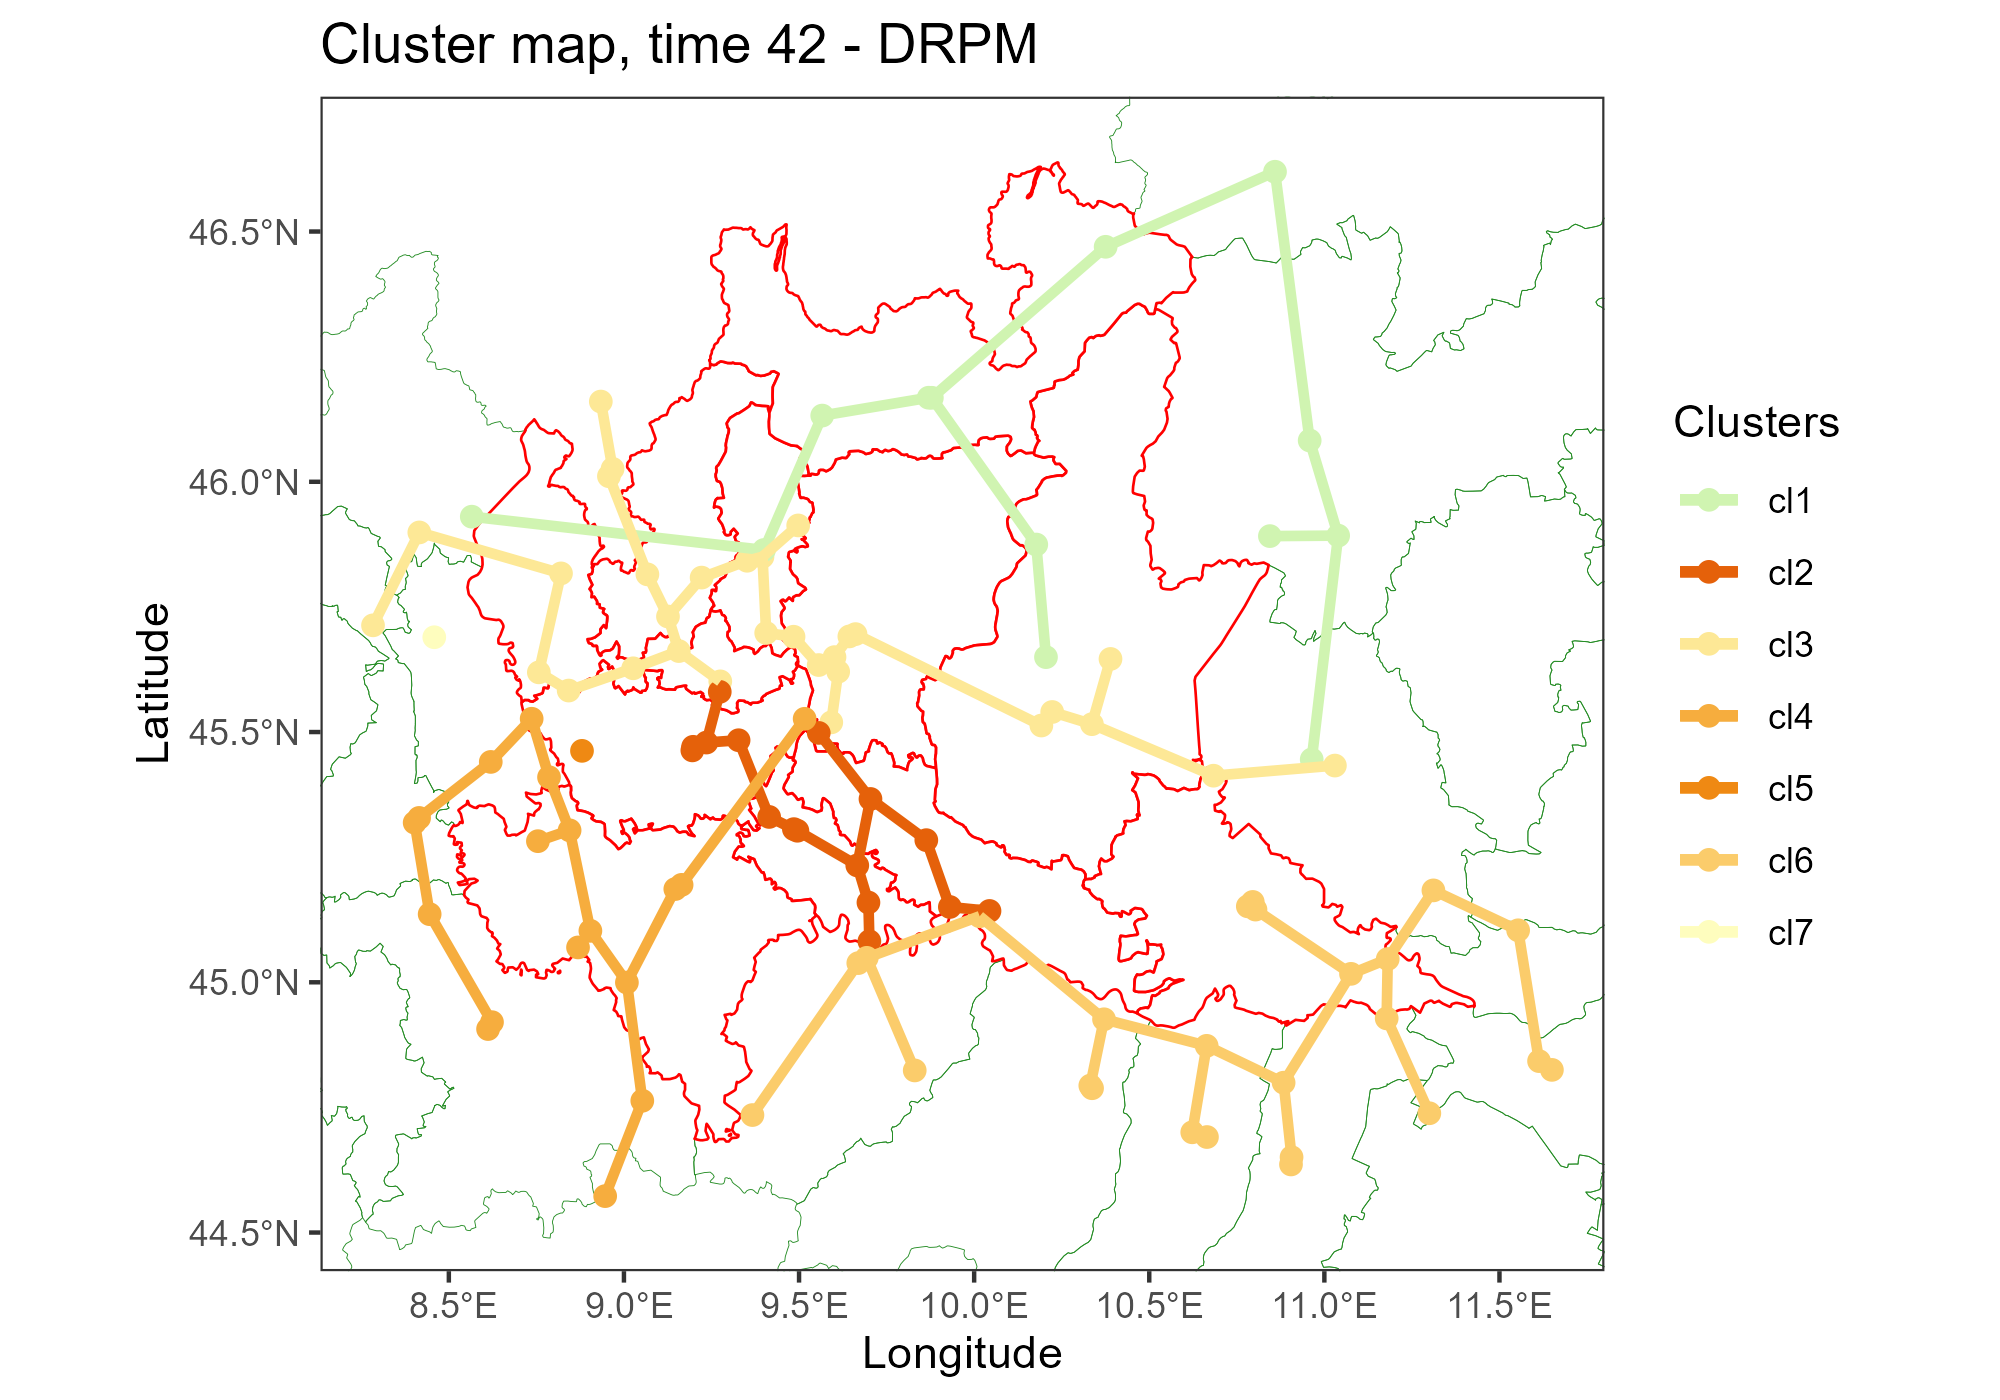 Cluster map, time 42 - DRPM
46.5°N
46.0°N
45.5°N
45.0°N
44.5°N
Latitude
8.5°E 9.0°E 9.5°E 10.0°E 10.5°E 11.0°E 11.5°E
Longitude
Clusters
cl1
cl2
cl3
cl4
cl5
cl6
cl7